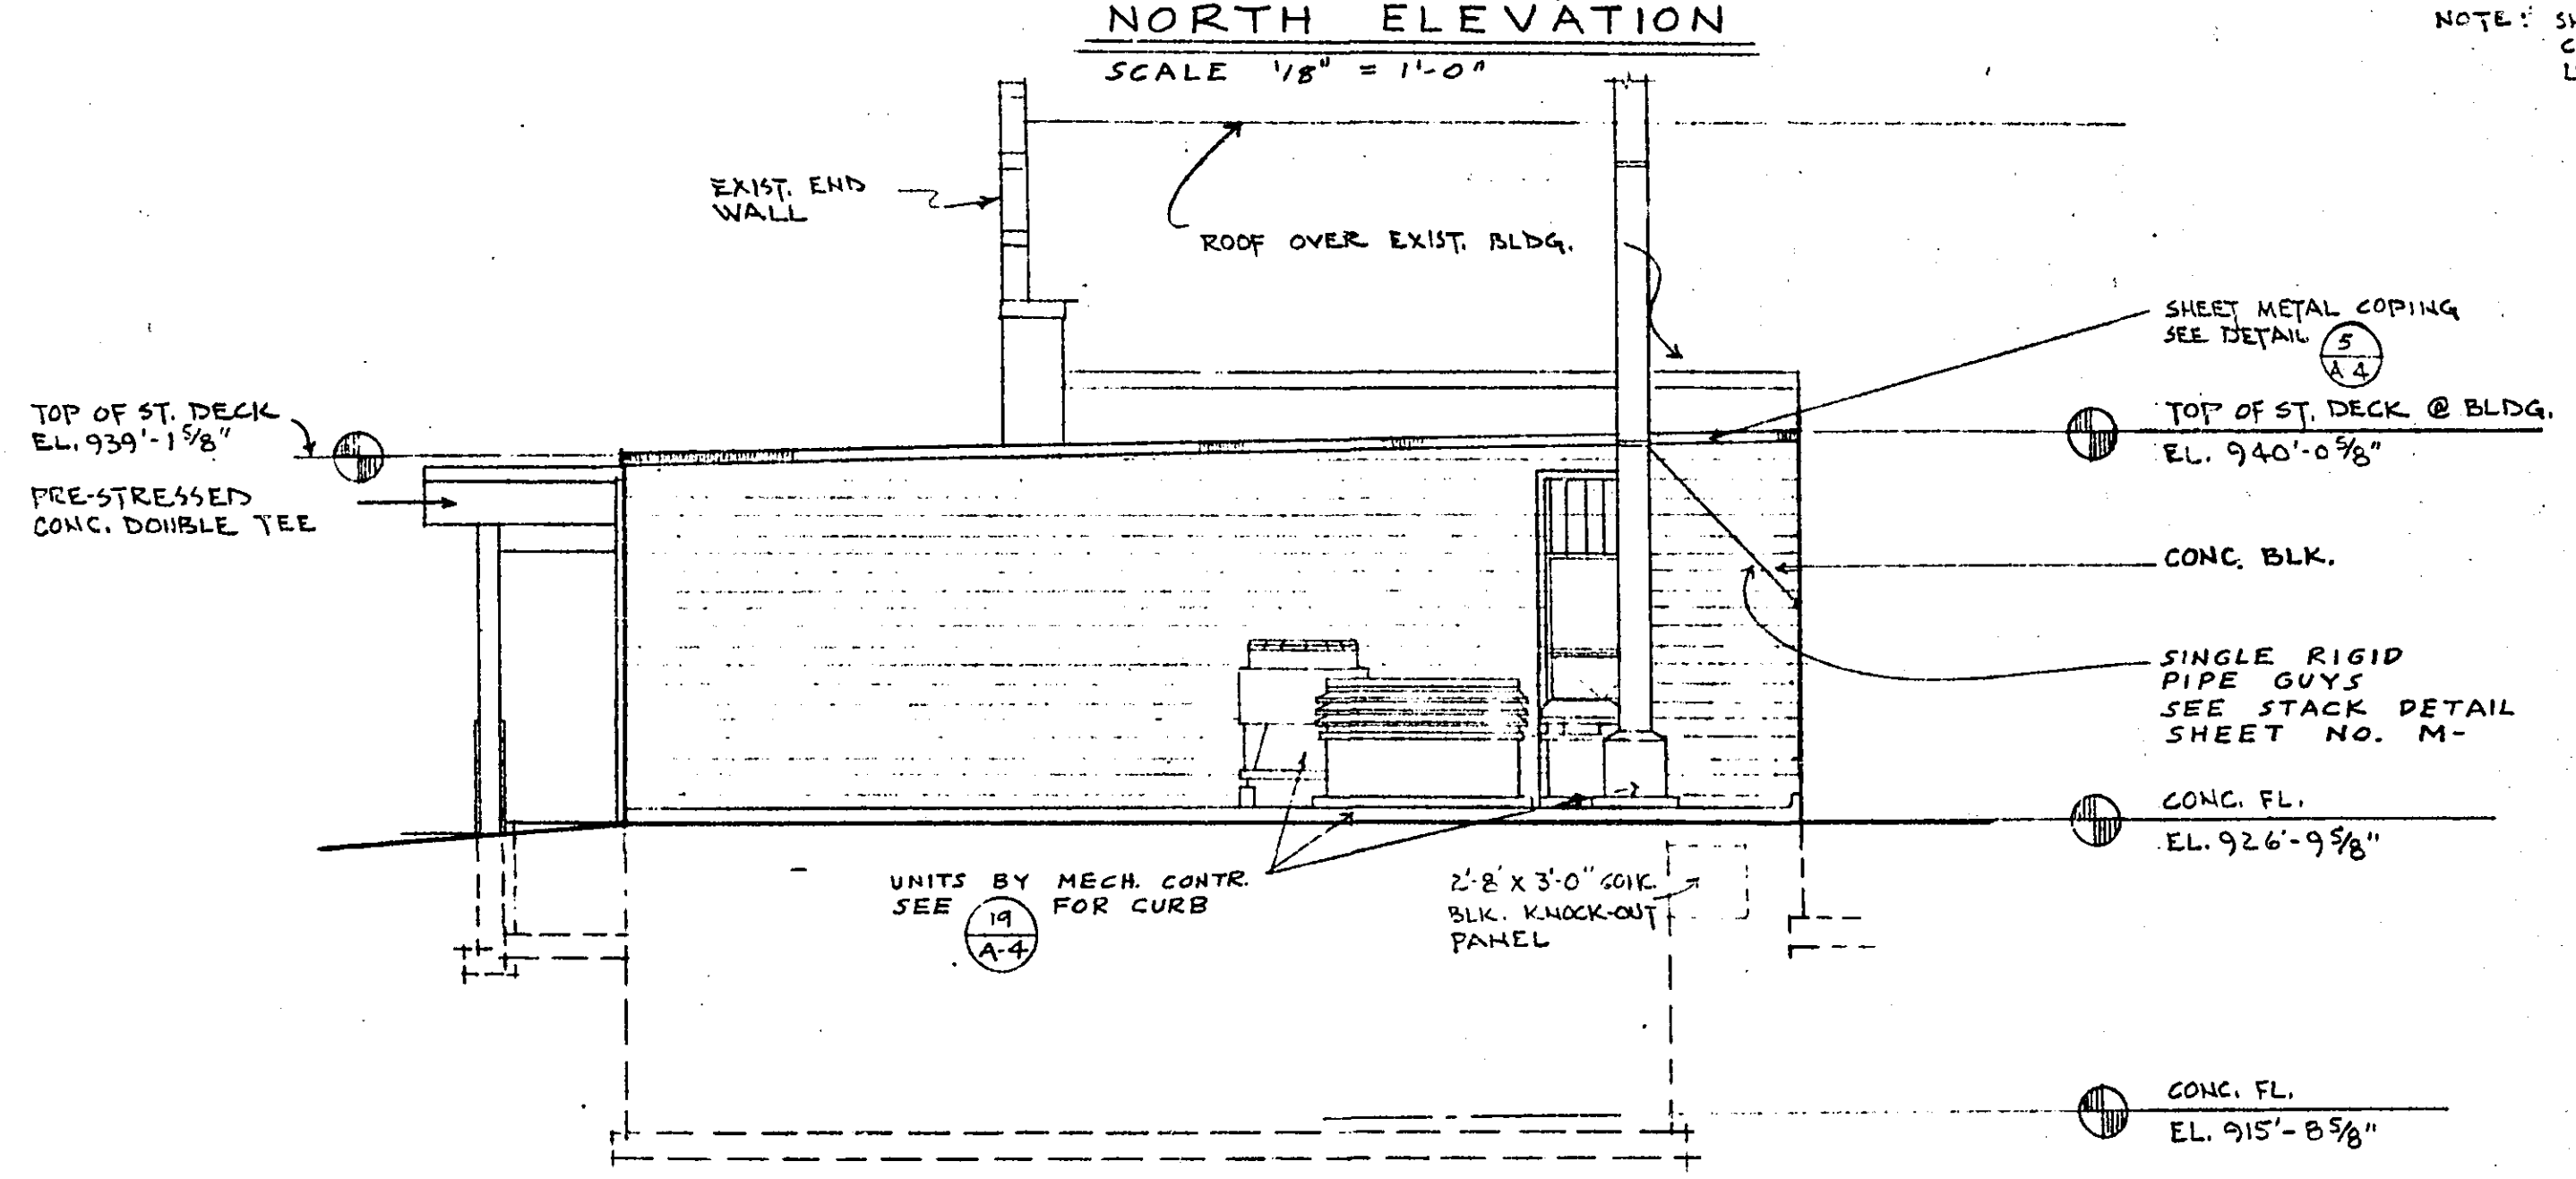 NORTH ELEVATION
SCALE 1/8" = 1'-0"
NOTE:
EXIST. END
WALL
ROOF OVER EXIST. BLDG.
SHEET METAL COPING
SEE DETAIL 5
A 4
TOP OF ST. DECK
EL. 939'-1 5/8"
TOP OF ST. DECK @ BLDG.
EL. 940'-0 5/8"
PRE-STRESSED
CONC. DOUBLE TEE
CONC. BLK.
SINGLE RIGID
PIPE GUYS
SEE STACK DETAIL
SHEET NO. M-
CONC. FL.
EL. 926'-9 5/8"
UNITS BY MECH. CONTR.
SEE 19 FOR CURB
A-4
2'-8" X 3'-0"
BLK. KNOCK-OUT
PANEL
CONC. FL.
EL. 915'-8 5/8"